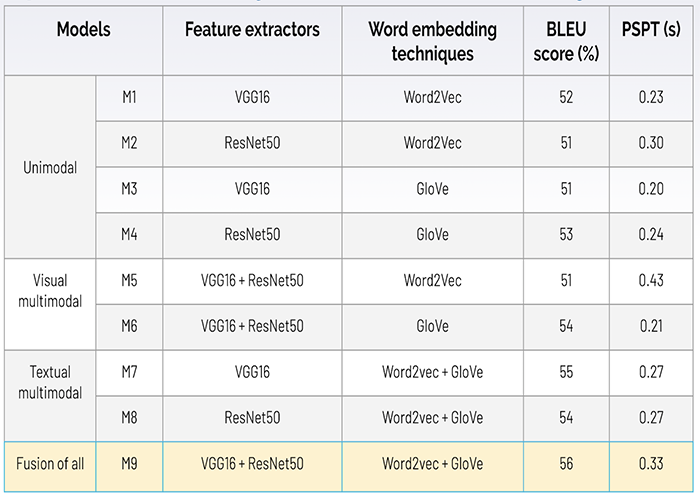 Models Feature extractors Word embedding techniques BLEU score (%) PSPT (s)
Unimodal M1 VGG16 Word2Vec 52 0.23
M2 ResNet50 Word2Vec 51 0.30
M3 VGG16 GloVe 51 0.20
M4 ResNet50 GloVe 53 0.24
Visual multimodal M5 VGG16 + ResNet50 Word2Vec 51 0.43
M6 VGG16 + ResNet50 GloVe 54 0.21
Textual multimodal M7 VGG16 Word2vec + GloVe 55 0.27
M8 ResNet50 Word2vec + GloVe 54 0.27
Fusion of all M9 VGG16 + ResNet50 Word2vec + GloVe 56 0.33